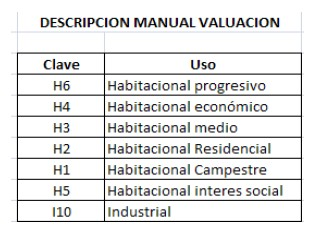 DESCRIPCION MANUAL VALUACION
Clave Uso
H6 Habitacional progresivo
H4 Habitacional económico
H3 Habitacional medio
H2 Habitacional Residencial
H1 Habitacional Campestre
H5 Habitacional interes social
I10 Industrial